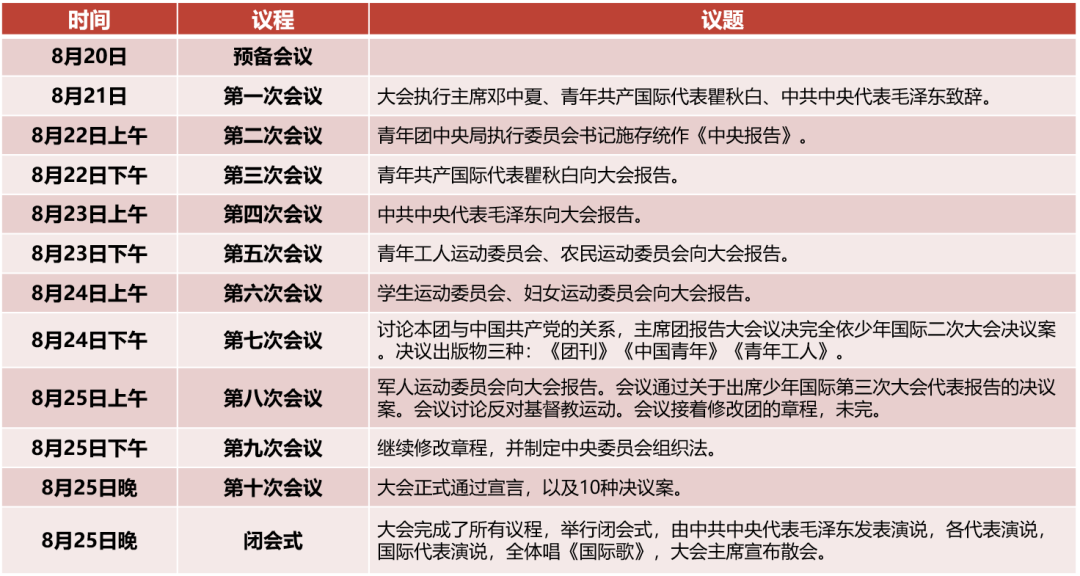 时间 议程 议题
8月20日 预备会议
8月21日 第一次会议 大会执行主席邓中夏、青年共产国际代表瞿秋白、中共中央代表毛泽东致辞。
8月22日上午 第二次会议 青年团中央局执行委员会书记施存统作《中央报告》。
8月22日下午 第三次会议 青年共产国际代表瞿秋白向大会报告。
8月23日上午 第四次会议 中共中央代表毛泽东向大会报告。
8月23日下午 第五次会议 青年工人运动委员会、农民运动委员会向大会报告。
8月24日上午 第六次会议 学生运动委员会、妇女运动委员会向大会报告。
8月24日下午 第七次会议 讨论本团与中国共产党的关系，主席团报告大会议决完全依少年国际二次大会决议案
。决议出版物三种：《团刊》《中国青年》《青年工人》。
8月25日上午 第八次会议 军人运动委员会向大会报告。会议通过关于出席少年国际第三次大会代表报告的决议
案。会议讨论反对基督教运动。会议接着修改团的章程，未完。
8月25日下午 第九次会议 继续修改章程，并制定中央委员会组织法。
8月25日晚 第十次会议 大会正式通过宣言，以及10种决议案。
8月25日晚 闭会式 大会完成了所有议程，举行闭会式，由中共中央代表毛泽东发表演说，各代表演说，
国际代表演说，全体唱《国际歌》，大会主席宣布散会。